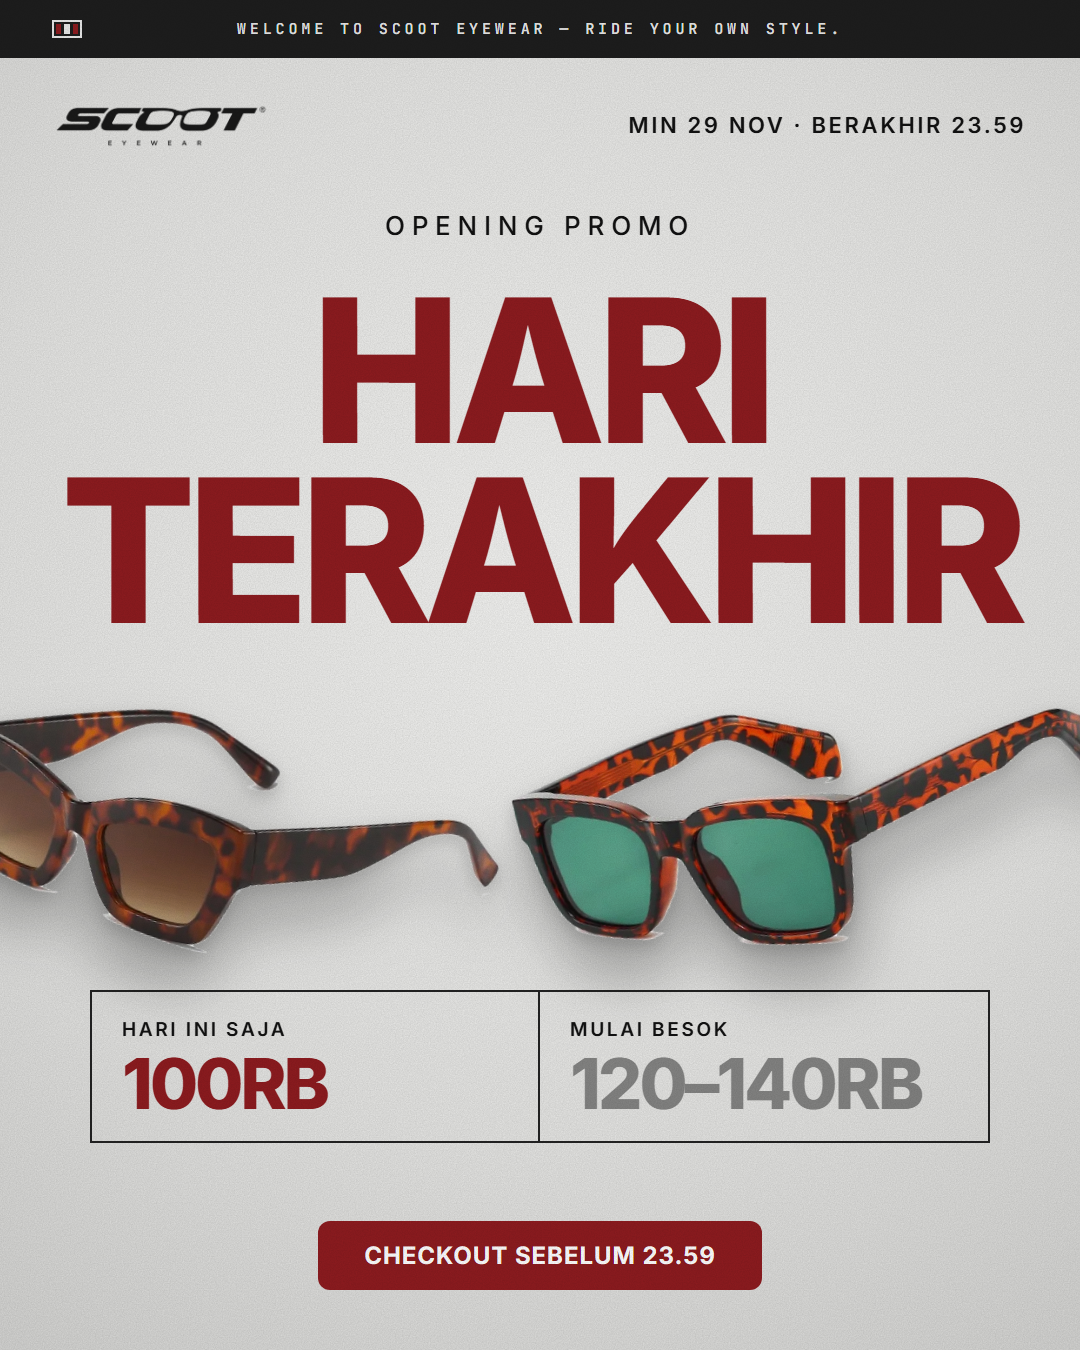 WELCOME TO SCOOT EYEWEAR — RIDE YOUR OWN STYLE.
SCOOT®
EYEWEAR
MIN 29 NOV · BERAKHIR 23.59
OPENING PROMO
HARI
TERAKHIR
HARI INI SAJA
100RB
MULAI BESOK
120–140RB
CHECKOUT SEBELUM 23.59